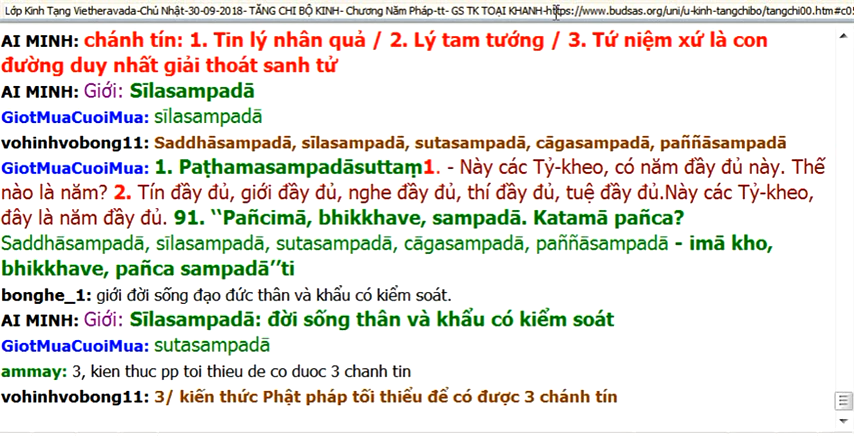 Lớp Kinh Tạng Vietheravada-Chủ Nhật-30-09-2018- TĂNG CHI BỘ KINH- Chương Năm Pháp-tt- GS TK TOẠI KHANH-https://www.budsas.org/uni/u-kinh-tangchibo/tangchi00.htm#c05
AI MINH: chánh tín: 1. Tin lý nhân quả / 2. Lý tam tướng / 3. Tứ niệm xứ là con
đường duy nhất giải thoát sanh tử
AI MINH: Giới: Sīlasampadā
GiotMuaCuoiMua: sīlasampadā
vohinhvobong11: Saddhāsampadā, sīlasampadā, sutasampadā, cāgasampadā, paññāsampadā
GiotMuaCuoiMua: 1. Paṭhamasampadāsuttaṃ1. - Này các Tỷ-kheo, có năm đầy đủ này. Thế
nào là năm? 2. Tín đầy đủ, giới đầy đủ, nghe đầy đủ, thí đầy đủ, tuệ đầy đủ.Này các Tỷ-kheo,
đây là năm đầy đủ. 91. ‘‘Pañcimā, bhikkhave, sampadā. Katamā pañca?
Saddhāsampadā, sīlasampadā, sutasampadā, cāgasampadā, paññāsampadā - imā kho,
bhikkhave, pañca sampadā’’ti
bonghe_1: giới đời sống đạo đức thân và khẩu có kiểm soát.
AI MINH: Giới: Sīlasampadā: đời sống thân và khẩu có kiểm soát
GiotMuaCuoiMua: sutasampadā
ammay: 3, kien thuc pp toi thieu de co duoc 3 chanh tin
vohinhvobong11: 3/ kiến thức Phật pháp tối thiểu để có được 3 chánh tín